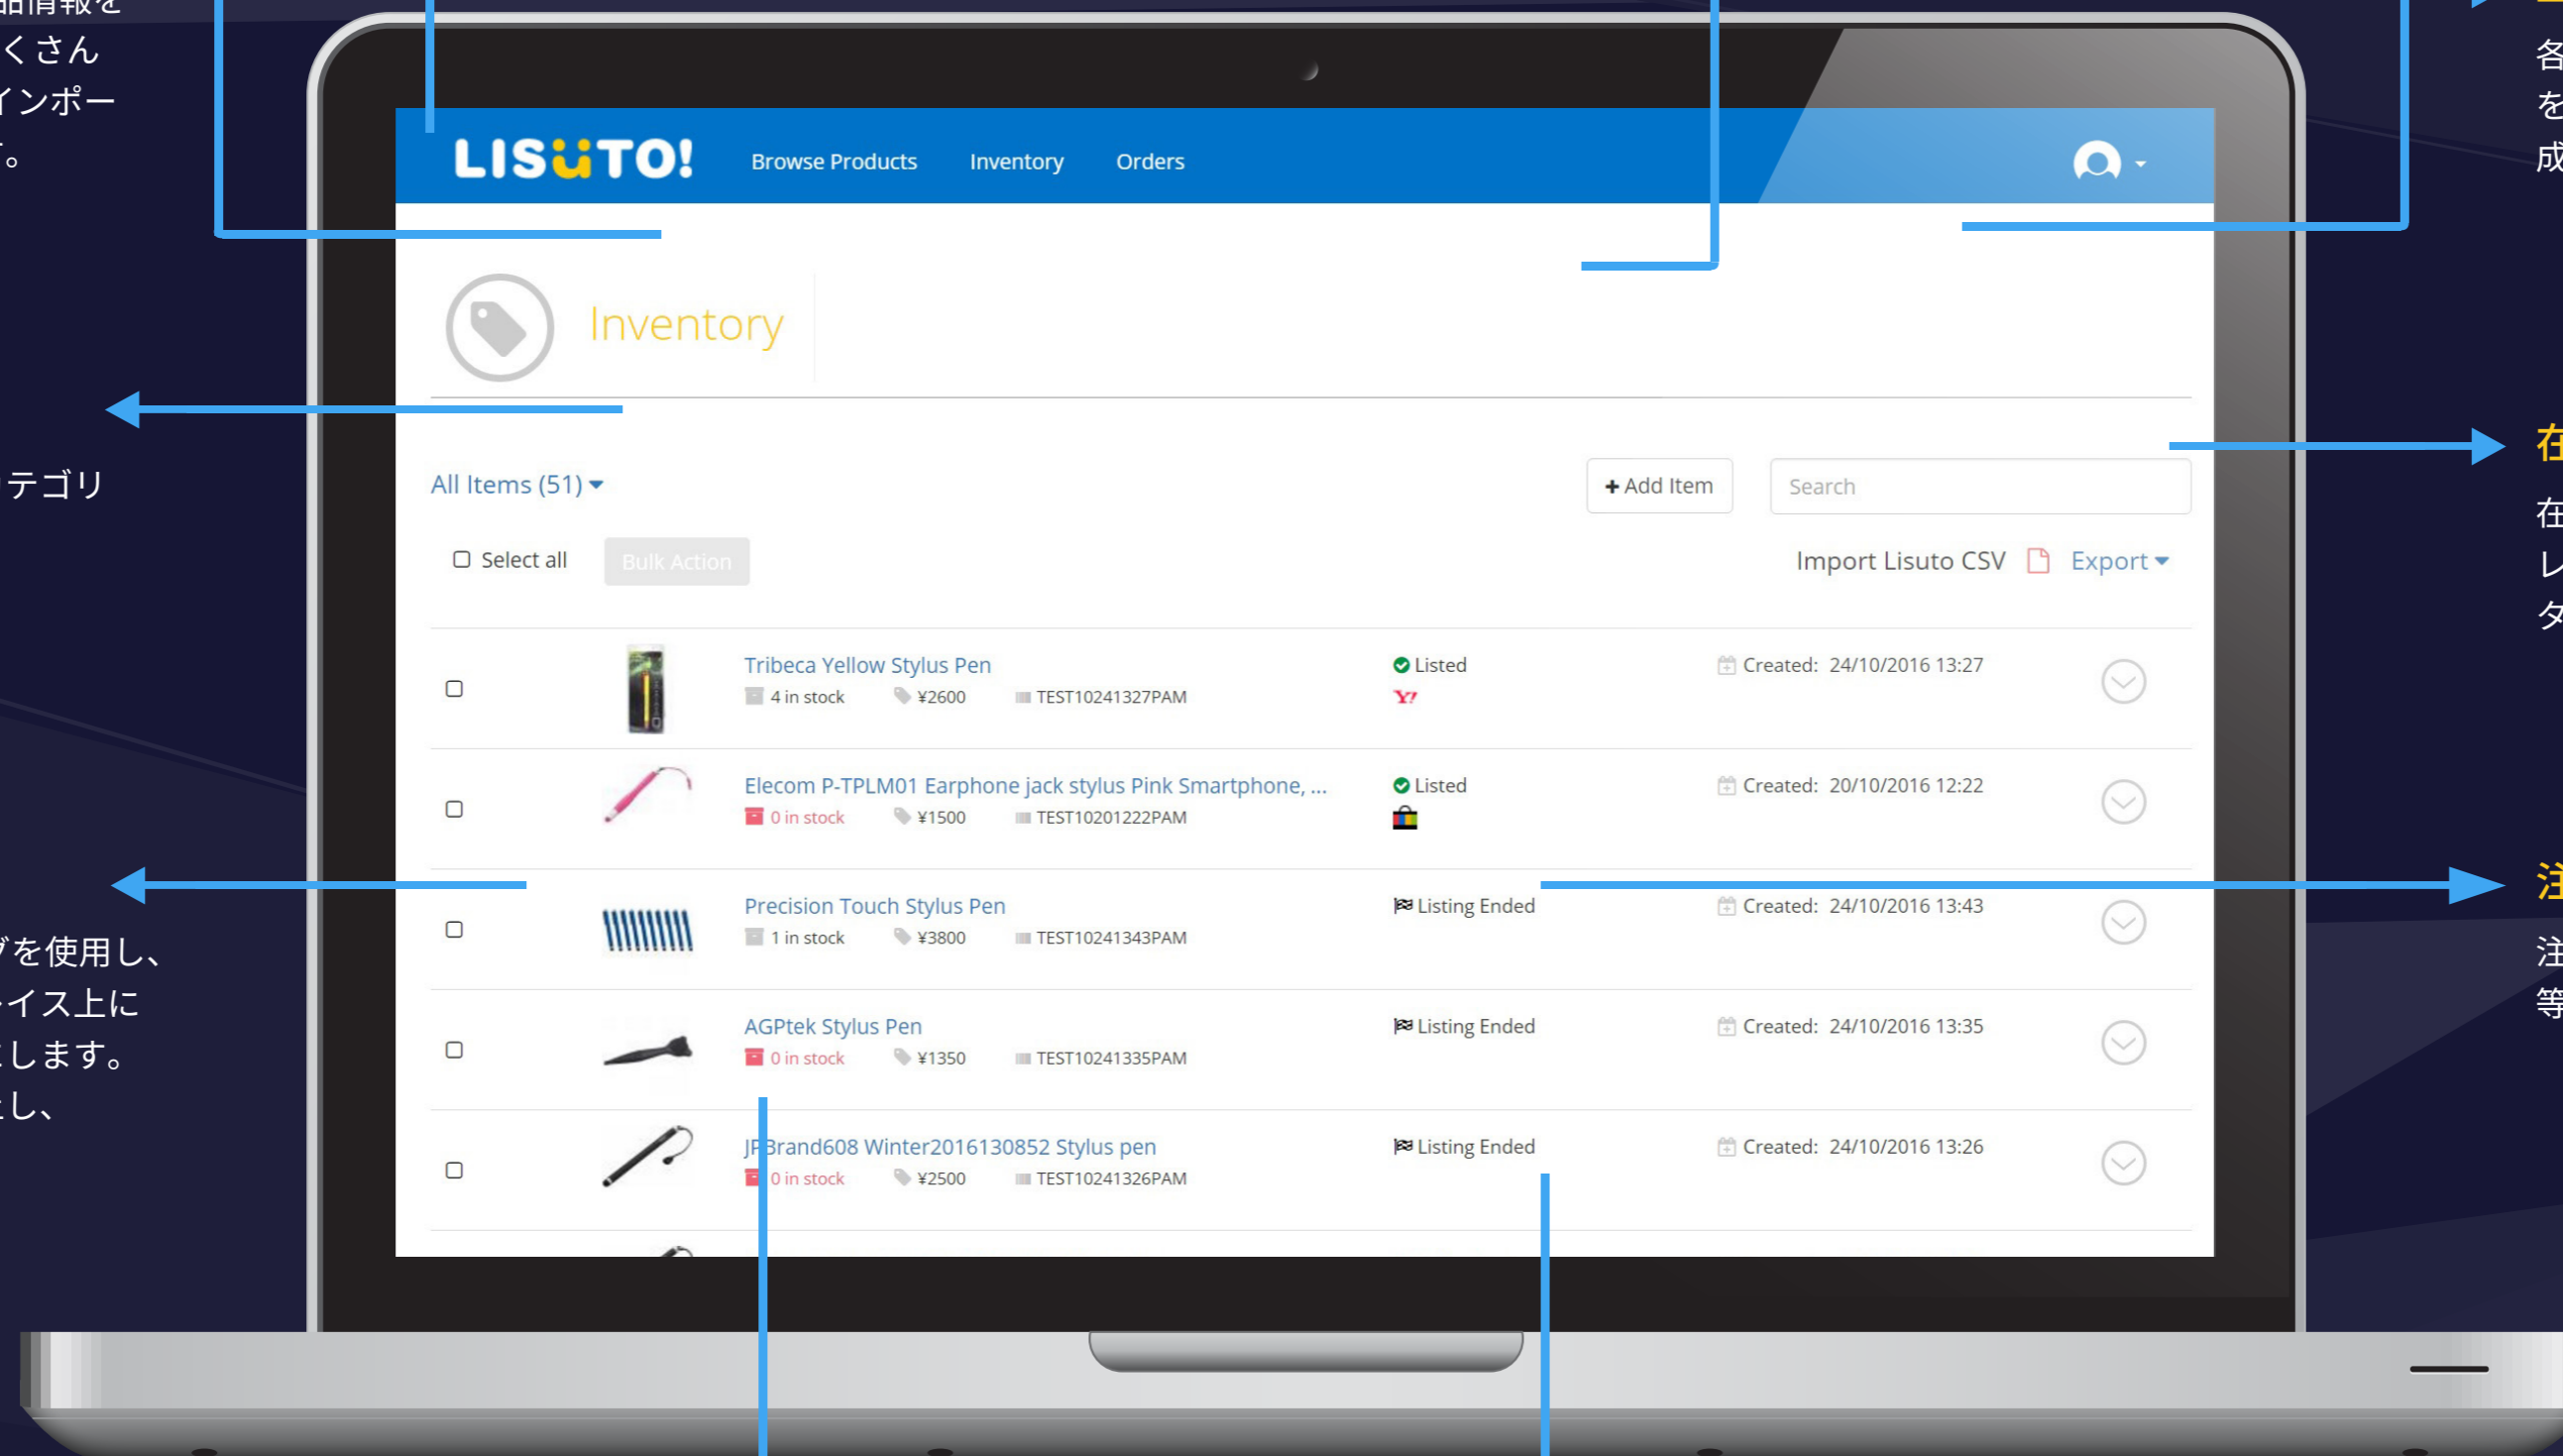 品情報を
くさん
インポー
す。
テゴリ
を使用し、
イス上に
します。
し、
LISUTO!
Browse Products
Inventory
Orders
Inventory
All Items (51)
+ Add Item
Search
Select all
Bulk Action
Import Lisuto CSV
Export
Tribeca Yellow Stylus Pen
4 in stock ¥2600 TEST10241327PAM
Listed
Y!
Created: 24/10/2016 13:27
Elecom P-TPLM01 Earphone jack stylus Pink Smartphone, ...
0 in stock ¥1500 TEST10201222PAM
Listed
Created: 20/10/2016 12:22
Precision Touch Stylus Pen
1 in stock ¥3800 TEST10241343PAM
Listing Ended
Created: 24/10/2016 13:43
AGPtek Stylus Pen
0 in stock ¥1350 TEST10241335PAM
Listing Ended
Created: 24/10/2016 13:35
JPBrand608 Winter2016130852 Stylus pen
0 in stock ¥2500 TEST10241326PAM
Listing Ended
Created: 24/10/2016 13:26
各
を
成
在
在
レ
タ
注
注
等